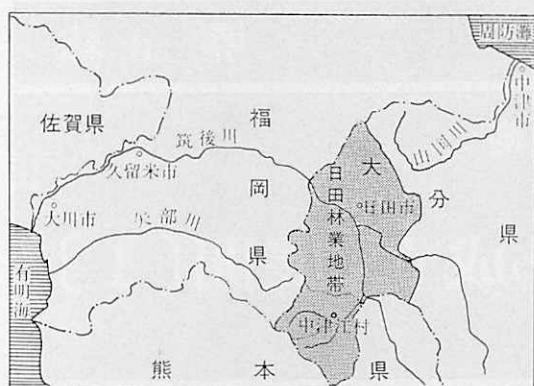 周防灘
中津市
山国川
佐賀県
福岡県
筑後川
久留米市
大川市
矢部川
有明海
大分県
日田市
日田林業地帯
中津江村
熊本県